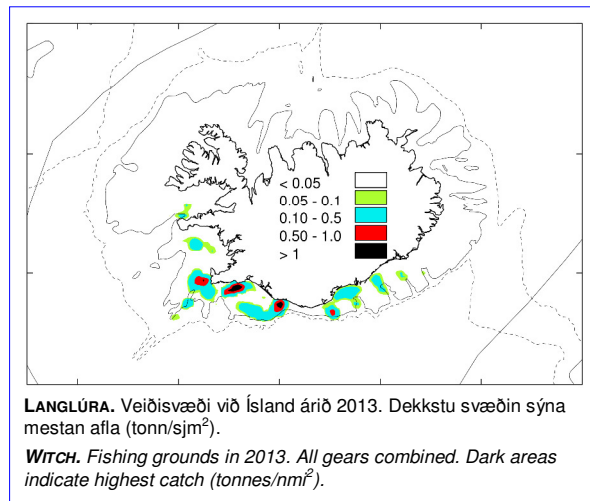 < 0.05
0.05 - 0.1
0.10 - 0.5
0.50 - 1.0
> 1
LANGLÚRA. Veiðisvæði við Ísland árið 2013. Dekkstu svæðin sýna
mestan afla (tonn/sjm²).
WITCH. Fishing grounds in 2013. All gears combined. Dark areas
indicate highest catch (tonnes/nmi²).